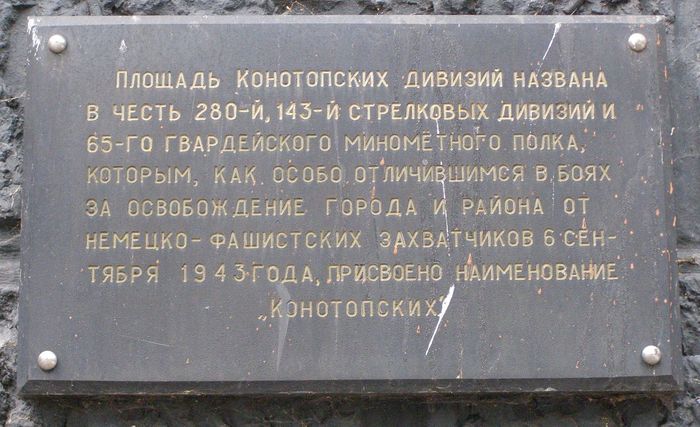 Площадь Конотопских дивизий названа
в честь 280-й, 143-й стрелковых дивизий и
65-го гвардейского миномётного полка,
которым, как особо отличившимся в боях
за освобождение города и района от
немецко-фашистских захватчиков 6 сен-
тября 1943 года, присвоено наименование
„Конотопских"